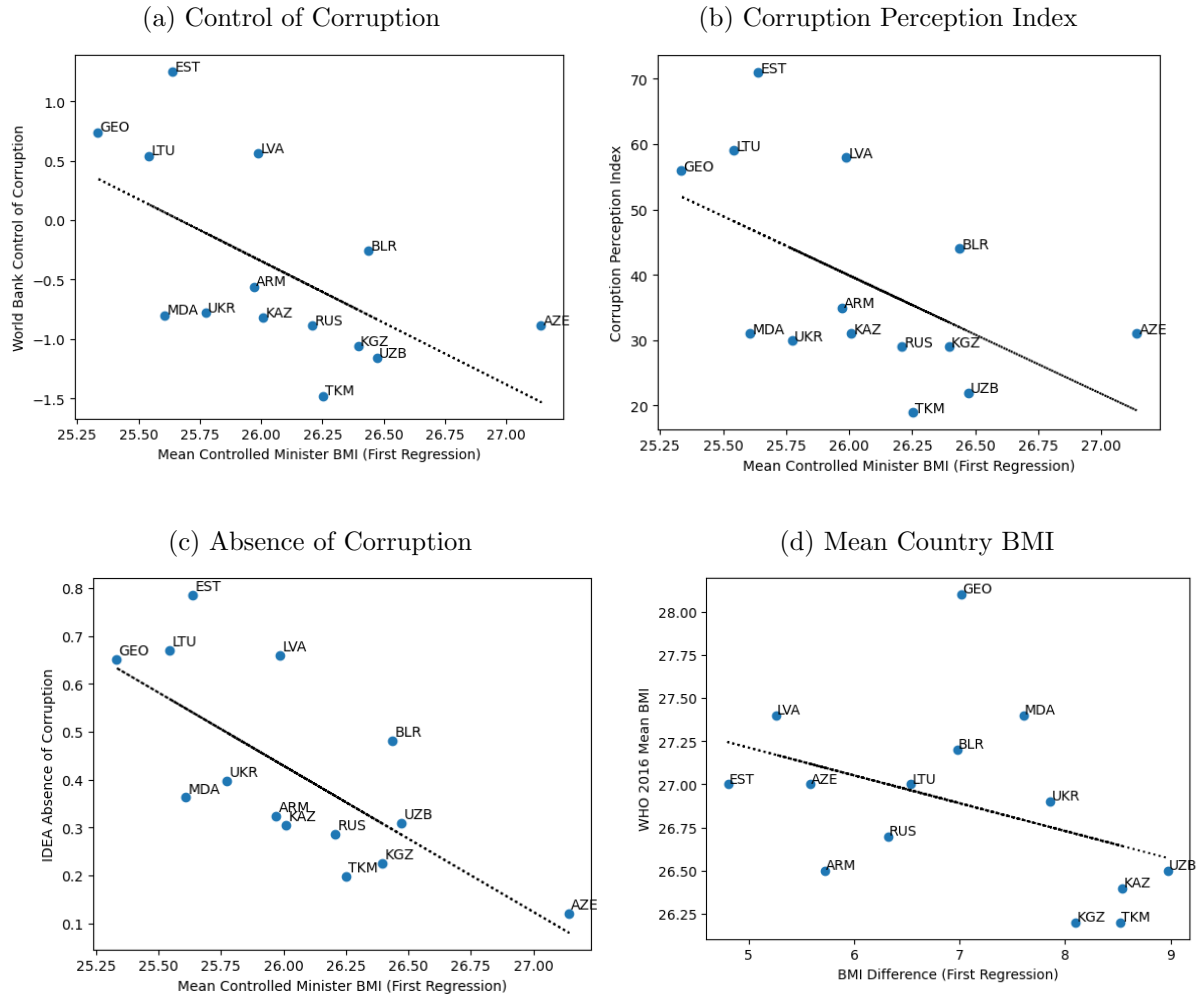 (a) Control of Corruption
World Bank Control of Corruption
1.0
0.5
0.0
−0.5
−1.0
−1.5
EST
GEO
LTU
LVA
BLR
ARM
MDA
UKR
KAZ
RUS
AZE
KGZ
UZB
TKM
25.25 25.50 25.75 26.00 26.25 26.50 26.75 27.00
Mean Controlled Minister BMI (First Regression)
(b) Corruption Perception Index
Corruption Perception Index
70
60
50
40
30
20
EST
LTU
LVA
GEO
BLR
ARM
MDA
UKR
KAZ
RUS
KGZ
AZE
UZB
TKM
25.25 25.50 25.75 26.00 26.25 26.50 26.75 27.00
Mean Controlled Minister BMI (First Regression)
(c) Absence of Corruption
IDEA Absence of Corruption
0.8
0.7
0.6
0.5
0.4
0.3
0.2
0.1
EST
LTU
GEO
LVA
BLR
UKR
MDA
ARM
KAZ
RUS
UZB
KGZ
TKM
AZE
25.25 25.50 25.75 26.00 26.25 26.50 26.75 27.00
Mean Controlled Minister BMI (First Regression)
(d) Mean Country BMI
WHO 2016 Mean BMI
28.00
27.75
27.50
27.25
27.00
26.75
26.50
26.25
GEO
LVA
MDA
BLR
EST
AZE
LTU
UKR
RUS
ARM
UZB
KAZ
KGZ
TKM
5 6 7 8 9
BMI Difference (First Regression)